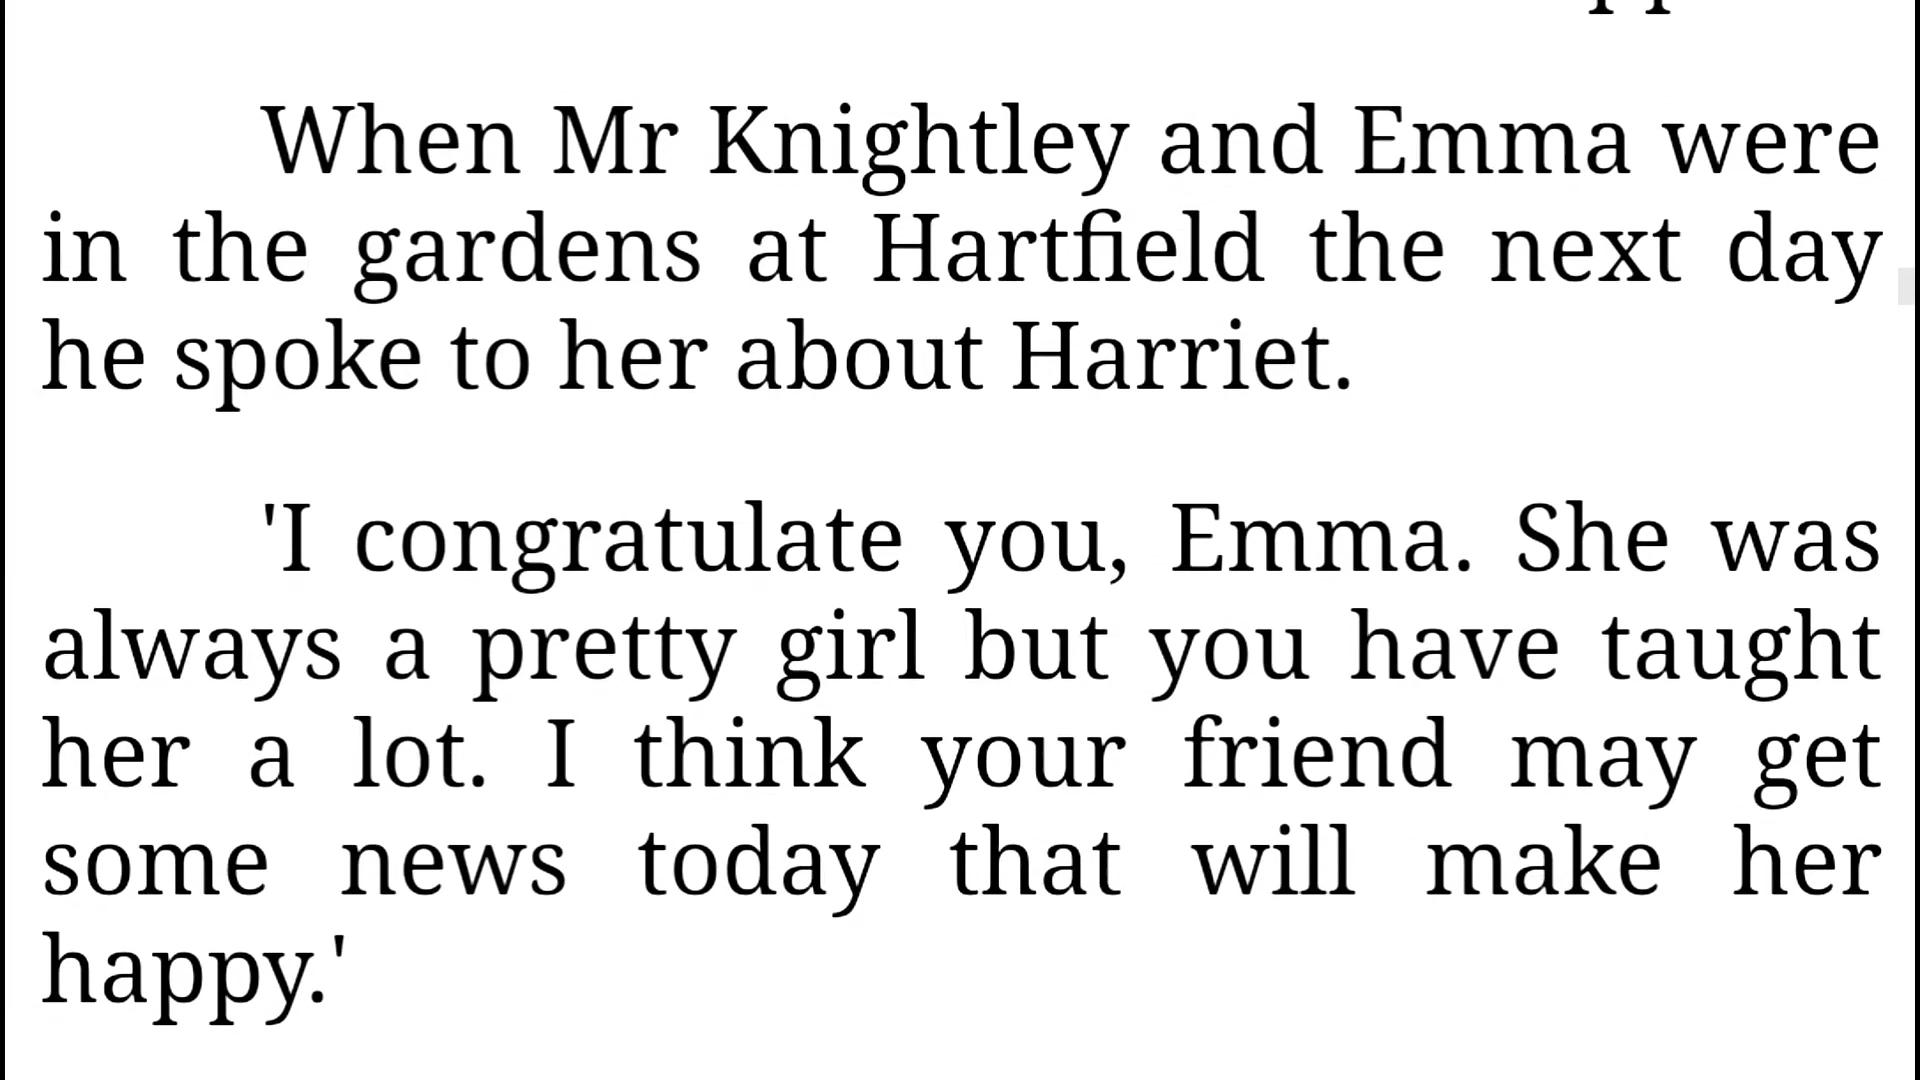 When Mr Knightley and Emma were
in the gardens at Hartfield the next day
he spoke to her about Harriet.
'I congratulate you, Emma. She was
always a pretty girl but you have taught
her a lot. I think your friend may get
some news today that will make her
happy.'